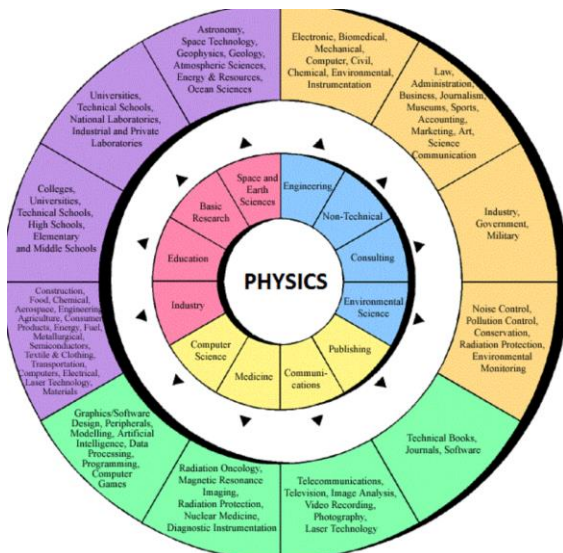 Astronomy,
Space Technology,
Geophysics, Geology,
Atmospheric Sciences,
Energy & Resources,
Ocean Sciences
Electronic, Biomedical,
Mechanical,
Computer, Civil,
Chemical, Environmental,
Instrumentation
Law,
Administration,
Business, Journalism,
Museums, Sports,
Accounting,
Marketing, Art,
Science
Communication
Industry,
Government,
Military
Noise Control,
Pollution Control,
Conservation,
Radiation Protection,
Environmental
Monitoring
Technical Books,
Journals, Software
Telecommunications,
Television, Image Analysis,
Video Recording,
Photography,
Laser Technology
Radiation Oncology,
Magnetic Resonance
Imaging,
Radiation Protection,
Nuclear Medicine,
Diagnostic Instrumentation
Graphics/Software
Design, Peripherals,
Modelling, Artificial
Intelligence, Data
Processing,
Programming,
Computer
Games
Construction,
Food, Chemical,
Aerospace, Engineering
Agriculture, Consumer
Products, Energy, Fuel,
Metallurgical,
Semiconductors,
Textile & Clothing,
Transportation,
Computers, Electrical,
Laser Technology,
Materials
Colleges,
Universities,
Technical Schools,
High Schools,
Elementary
and Middle Schools
Universities,
Technical Schools,
National Laboratories,
Industrial and Private
Laboratories
Space and
Earth
Sciences
Engineering
Non-Technical
Consulting
Environmental
Science
Publishing
Communi-
cations
Medicine
Computer
Science
Industry
Education
Basic
Research
PHYSICS